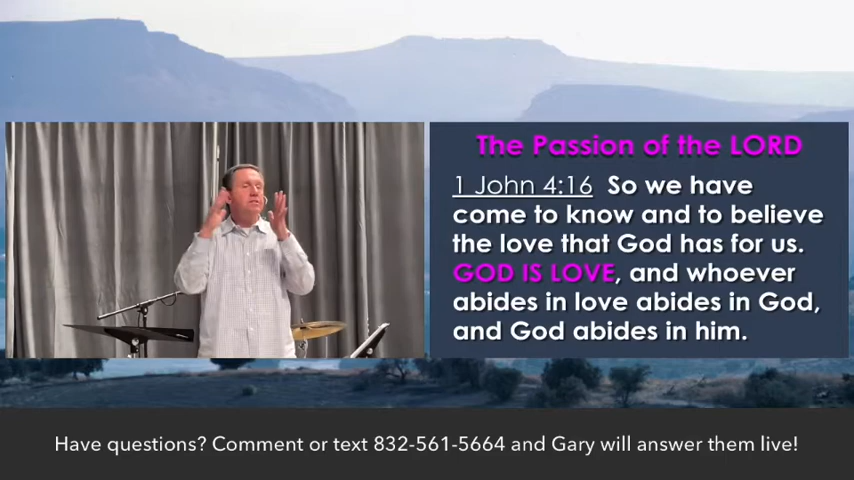 The Passion of the LORD
1 John 4:16 So we have
come to know and to believe
the love that God has for us.
GOD IS LOVE, and whoever
abides in love abides in God,
and God abides in him.
Have questions? Comment or text 832-561-5664 and Gary will answer them live!